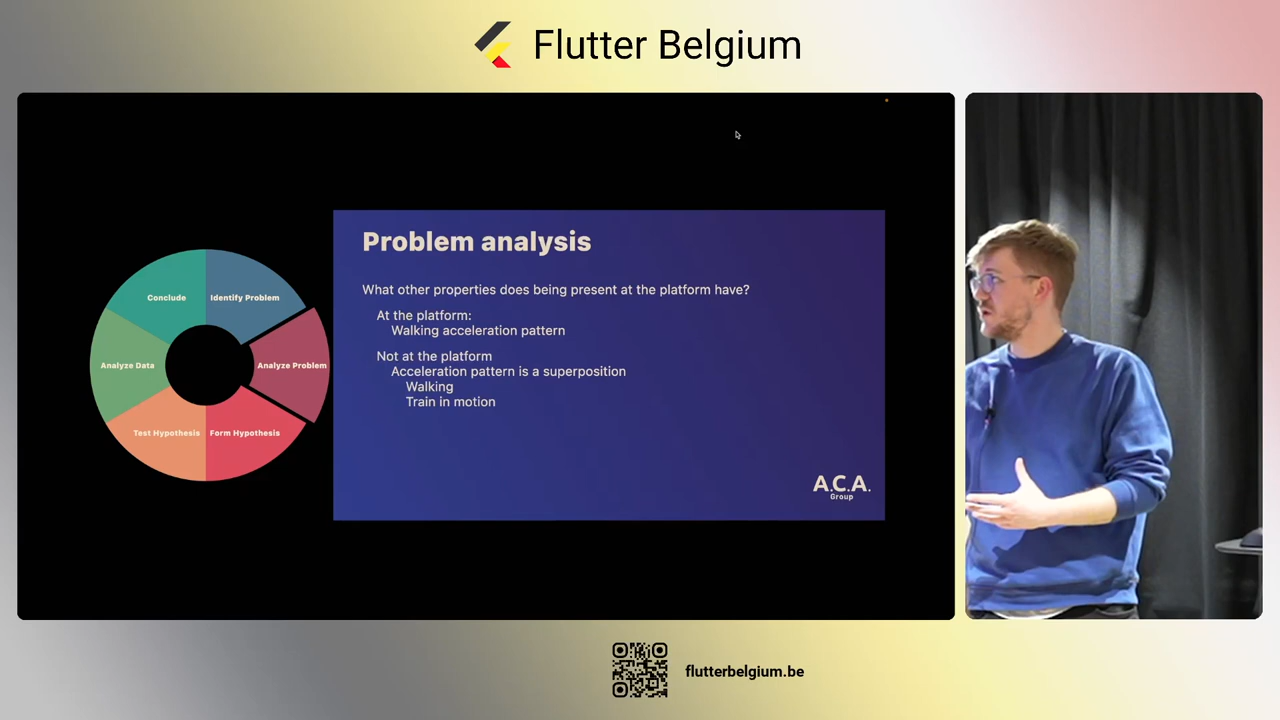 Flutter Belgium
Conclude
Identify Problem
Analyze Data
Analyze Problem
Test Hypothesis
Form Hypothesis
Problem analysis
What other properties does being present at the platform have?
At the platform:
Walking acceleration pattern
Not at the platform
Acceleration pattern is a superposition
Walking
Train in motion
A.C.A.
Group
flutterbelgium.be